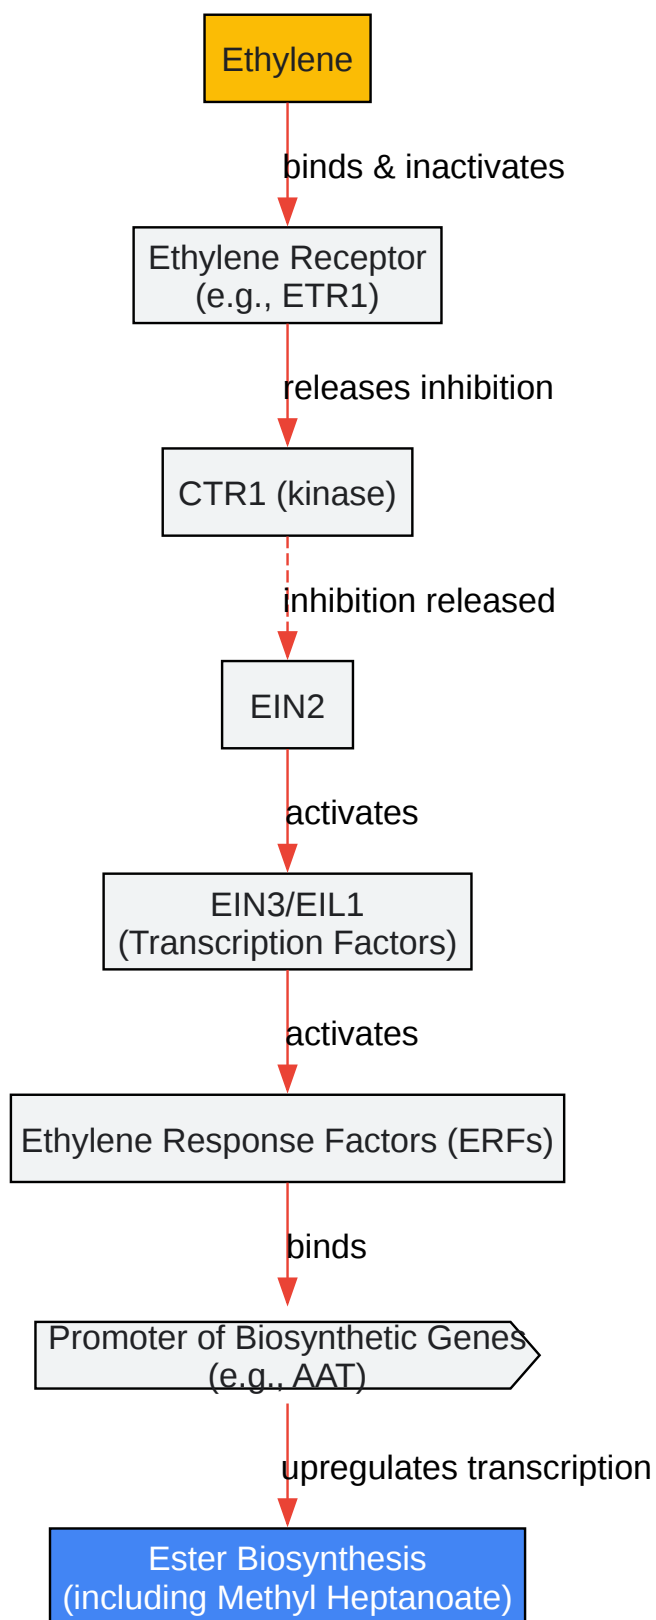 Ethylene
binds & inactivates
Ethylene Receptor
(e.g., ETR1)
releases inhibition
CTR1 (kinase)
inhibition released
EIN2
activates
EIN3/EIL1
(Transcription Factors)
activates
Ethylene Response Factors (ERFs)
binds
Promoter of Biosynthetic Genes
(e.g., AAT)
upregulates transcription
Ester Biosynthesis
(including Methyl Heptanoate)